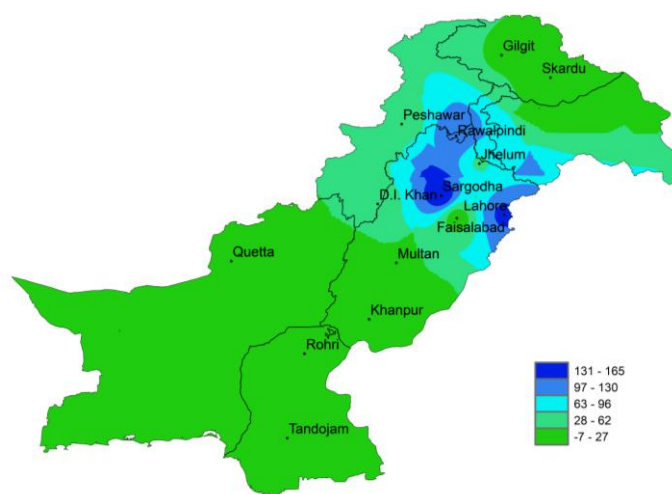 Gilgit
Skardu
Peshawar
Rawalpindi
Jhelum
D.I. Khan
Sargodha
Lahore
Faisalabad
Quetta
Multan
Khanpur
Rohri
Tandojam
131 - 165
97 - 130
63 - 96
28 - 62
-7 - 27